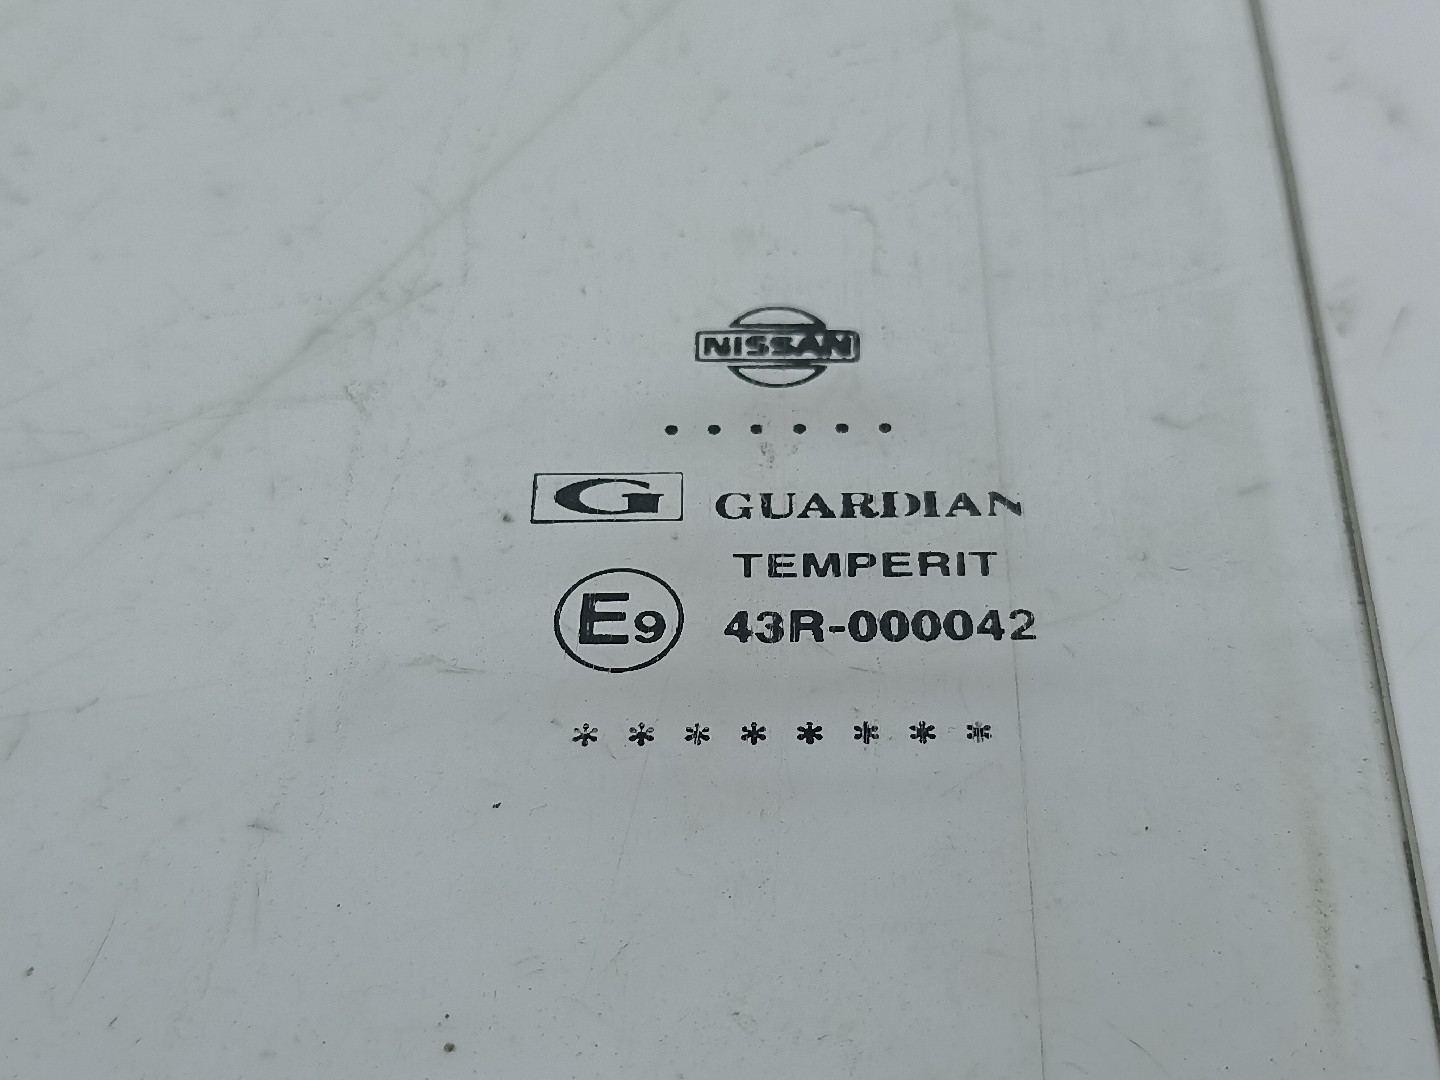 NISSAN
. . . . . .
G GUARDIAN
TEMPERIT
E9 43R-000042
* * * * * * * *